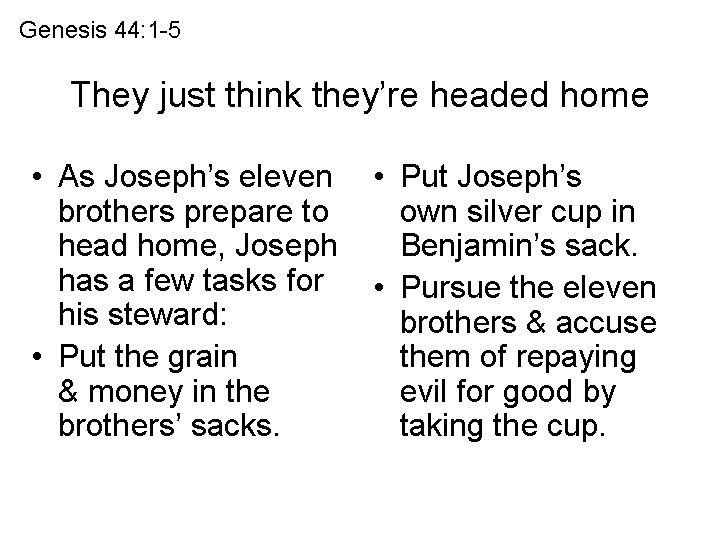 Genesis 44:1-5
They just think they’re headed home
• As Joseph’s eleven
brothers prepare to
head home, Joseph
has a few tasks for
his steward:
• Put the grain
& money in the
brothers’ sacks.
• Put Joseph’s
own silver cup in
Benjamin’s sack.
• Pursue the eleven
brothers & accuse
them of repaying
evil for good by
taking the cup.